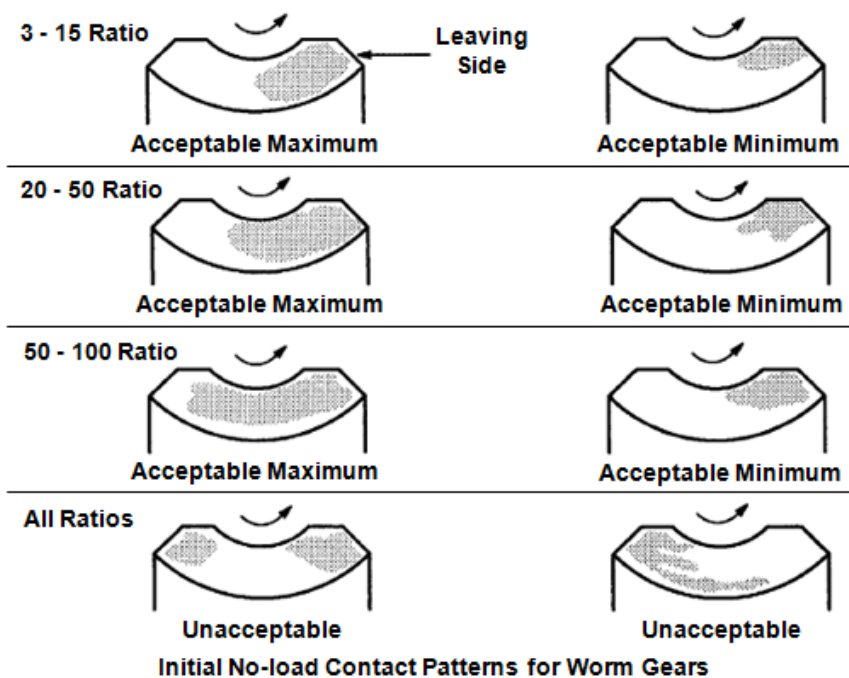 3 - 15 Ratio
Leaving
Side
Acceptable Maximum
Acceptable Minimum
20 - 50 Ratio
Acceptable Maximum
Acceptable Minimum
50 - 100 Ratio
Acceptable Maximum
Acceptable Minimum
All Ratios
Unacceptable
Unacceptable
Initial No-load Contact Patterns for Worm Gears